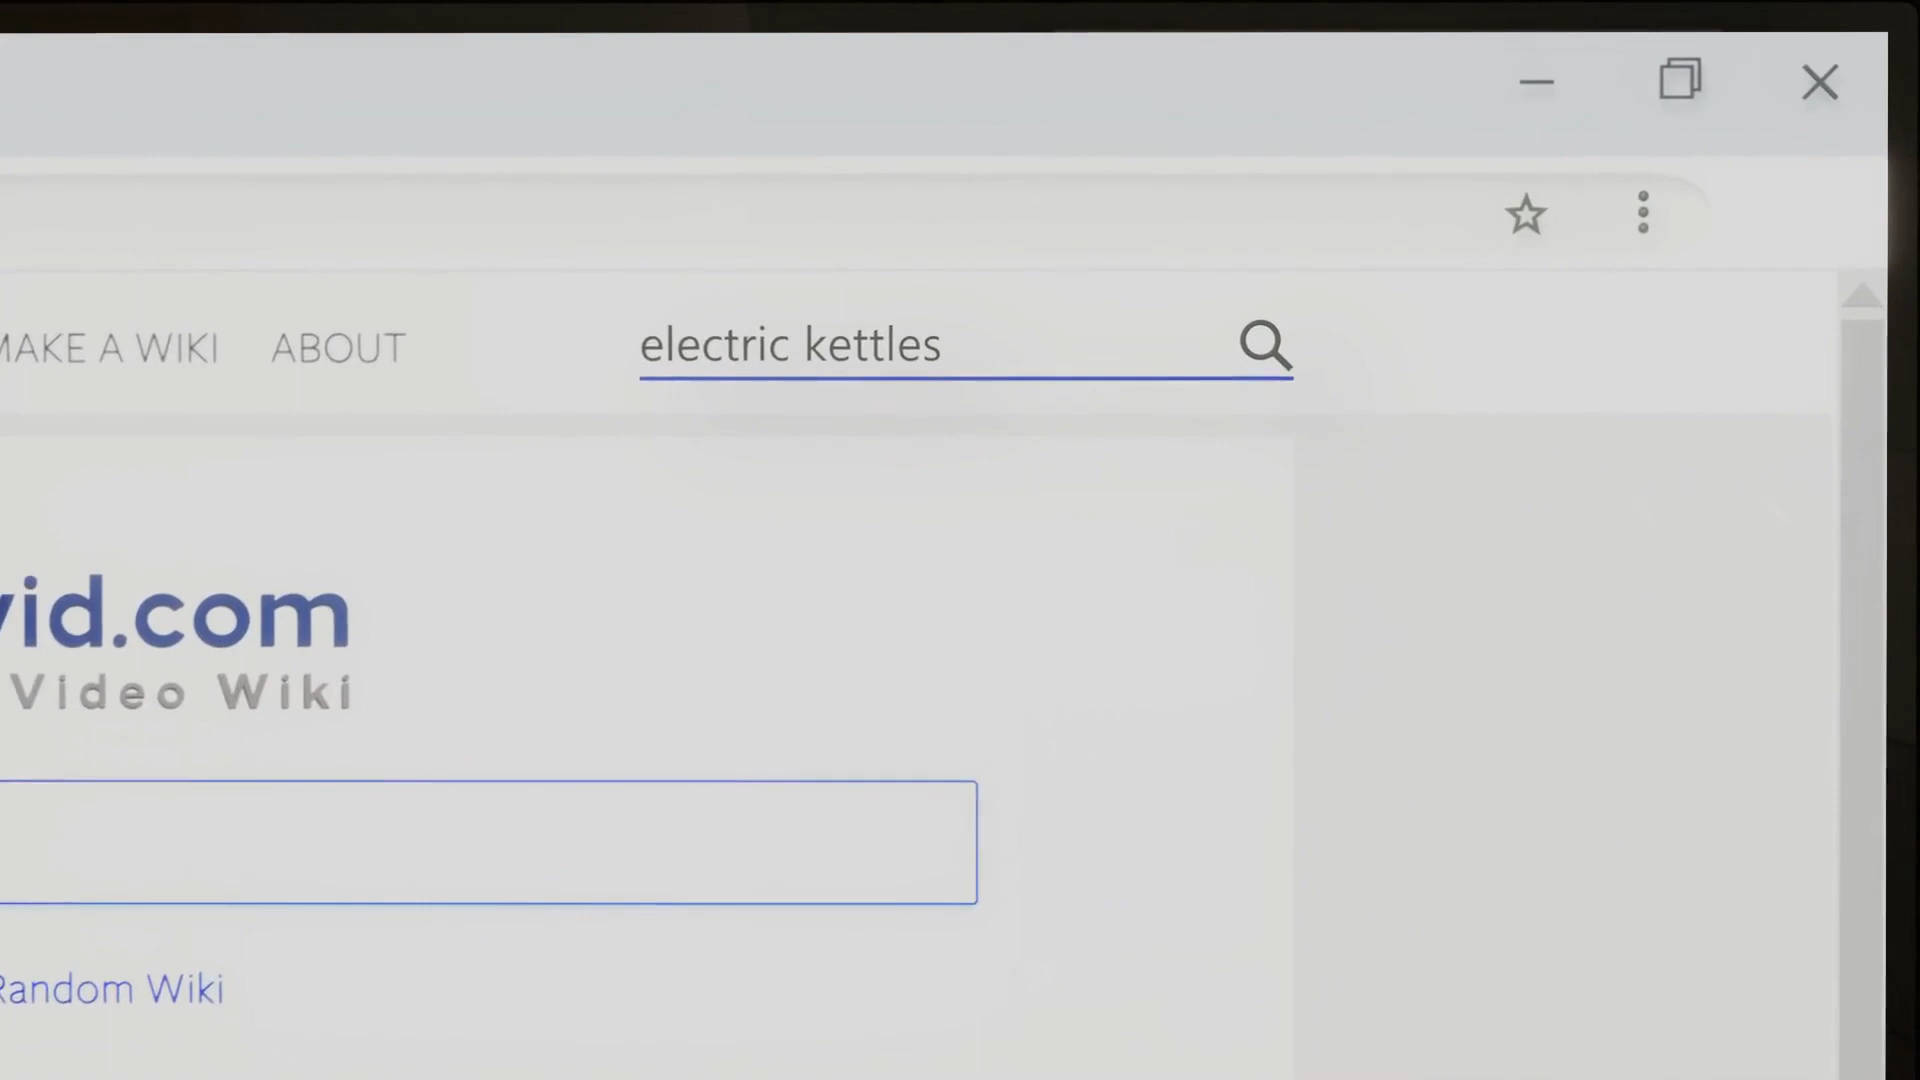 MAKE A WIKI ABOUT electric kettles
vid.com
Video Wiki
Random Wiki